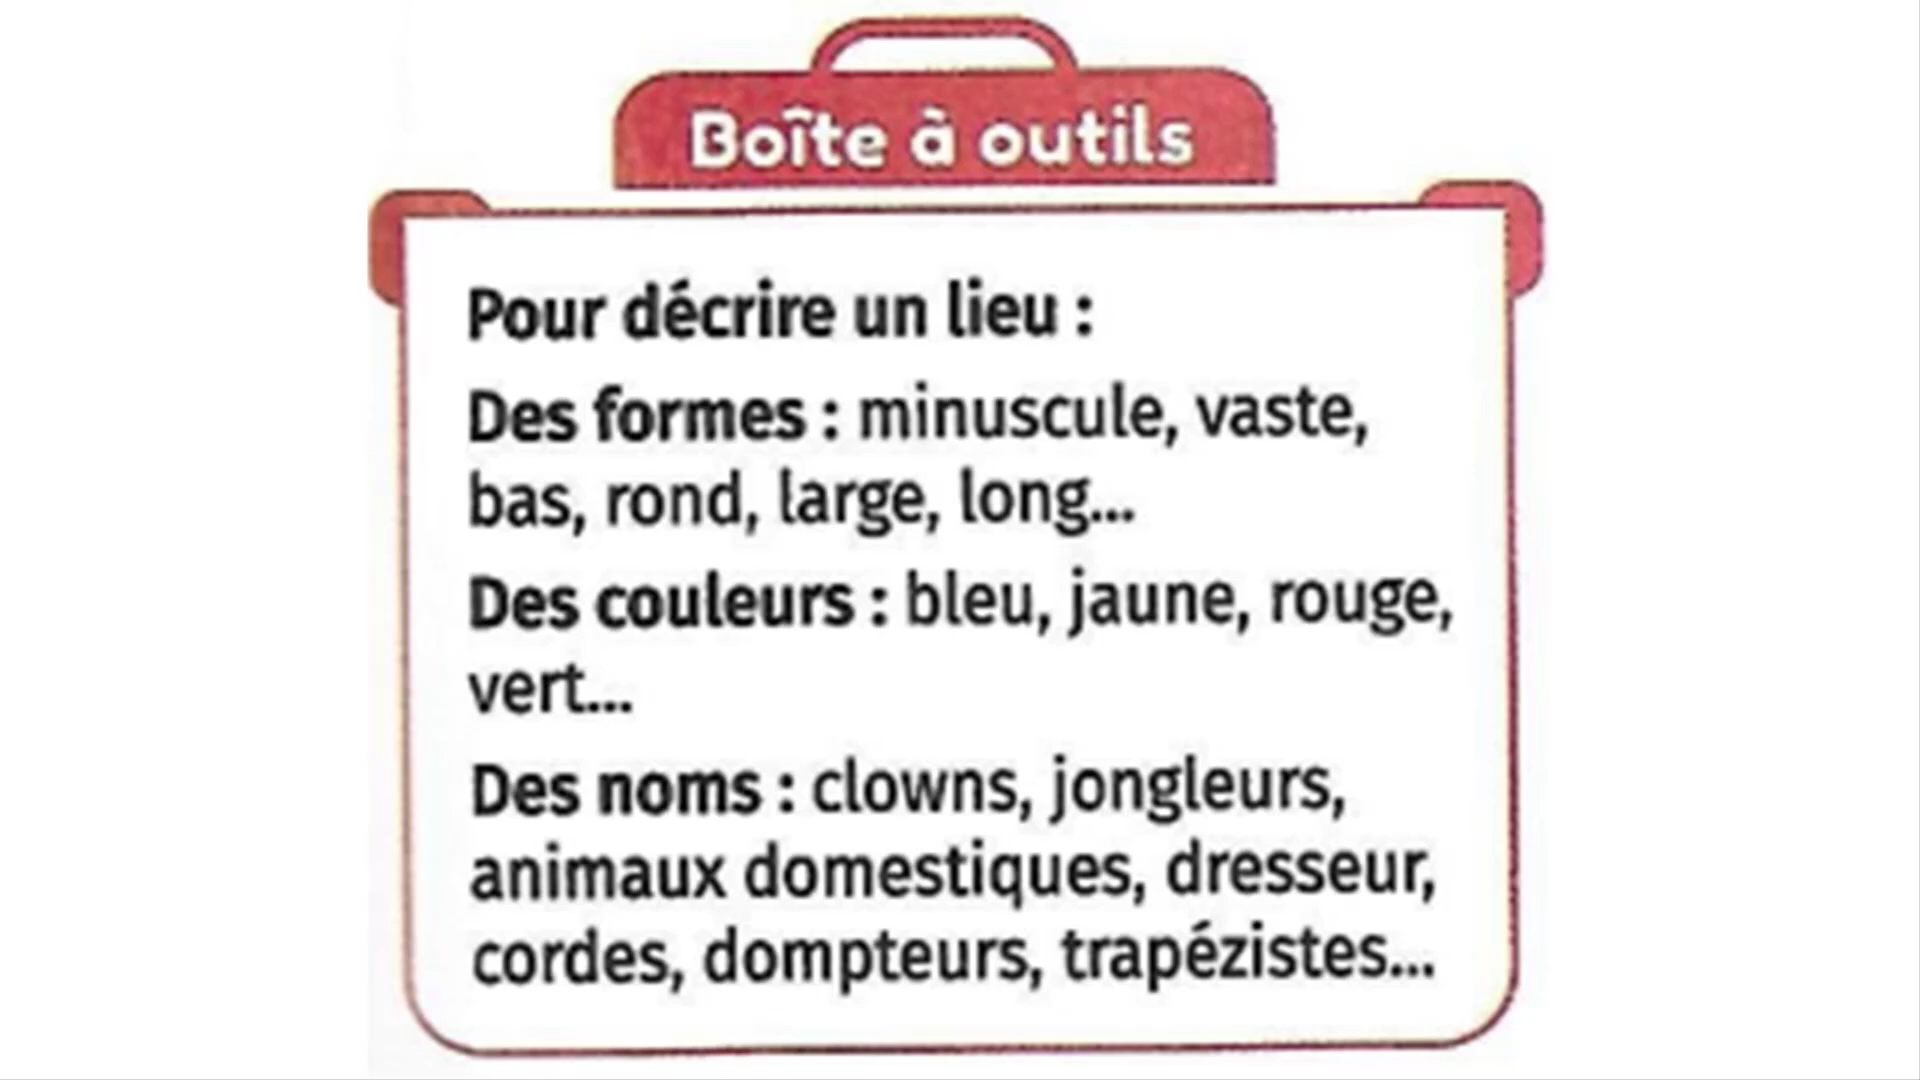 Boîte à outils
Pour décrire un lieu :
Des formes : minuscule, vaste,
bas, rond, large, long...
Des couleurs : bleu, jaune, rouge,
vert...
Des noms : clowns, jongleurs,
animaux domestiques, dresseur,
cordes, dompteurs, trapézistes...